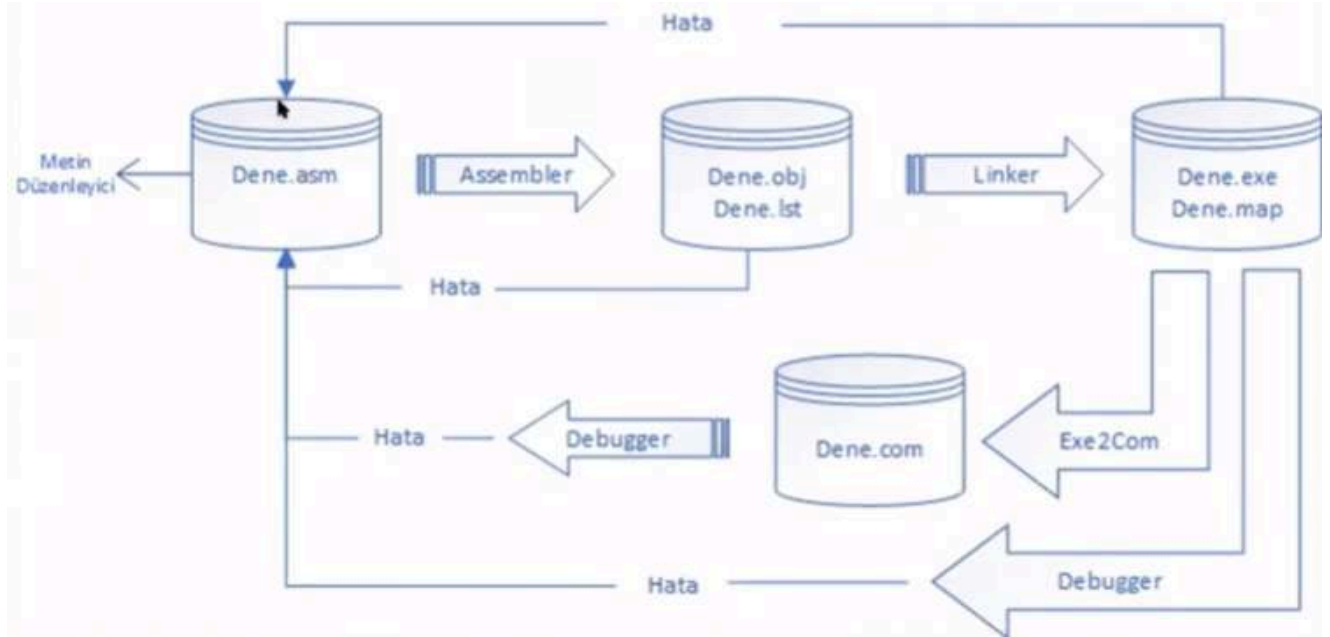 Hata
Metin
Düzenleyici
Dene.asm
Assembler
Dene.obj
Dene.lst
Linker
Dene.exe
Dene.map
Hata
Hata
Debugger
Dene.com
Exe2Com
Hata
Debugger